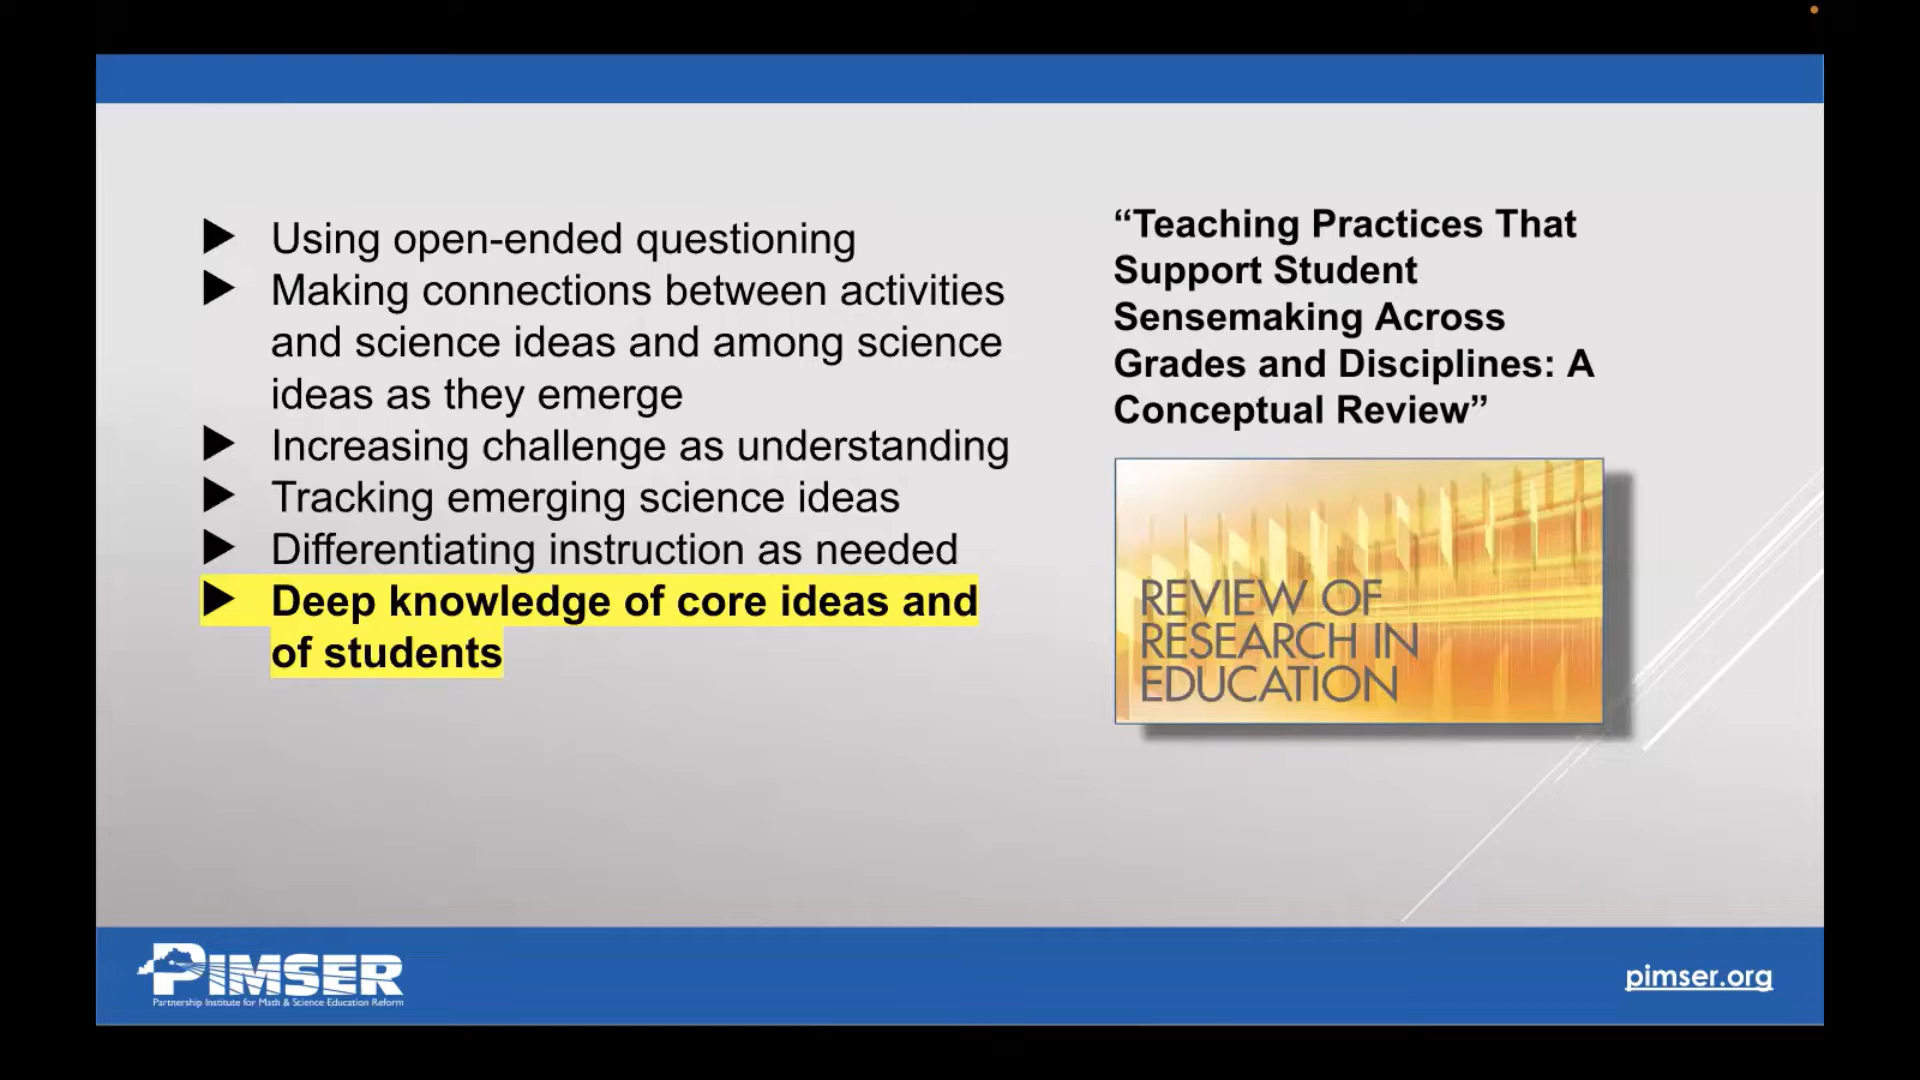 Using open-ended questioning
Making connections between activities
and science ideas and among science
ideas as they emerge
Increasing challenge as understanding
Tracking emerging science ideas
Differentiating instruction as needed
Deep knowledge of core ideas and
of students
“Teaching Practices That
Support Student
Sensemaking Across
Grades and Disciplines: A
Conceptual Review”
REVIEW OF
RESEARCH IN
EDUCATION
PIMSER
Partnership Institute for Math & Science Education Reform
pimser.org